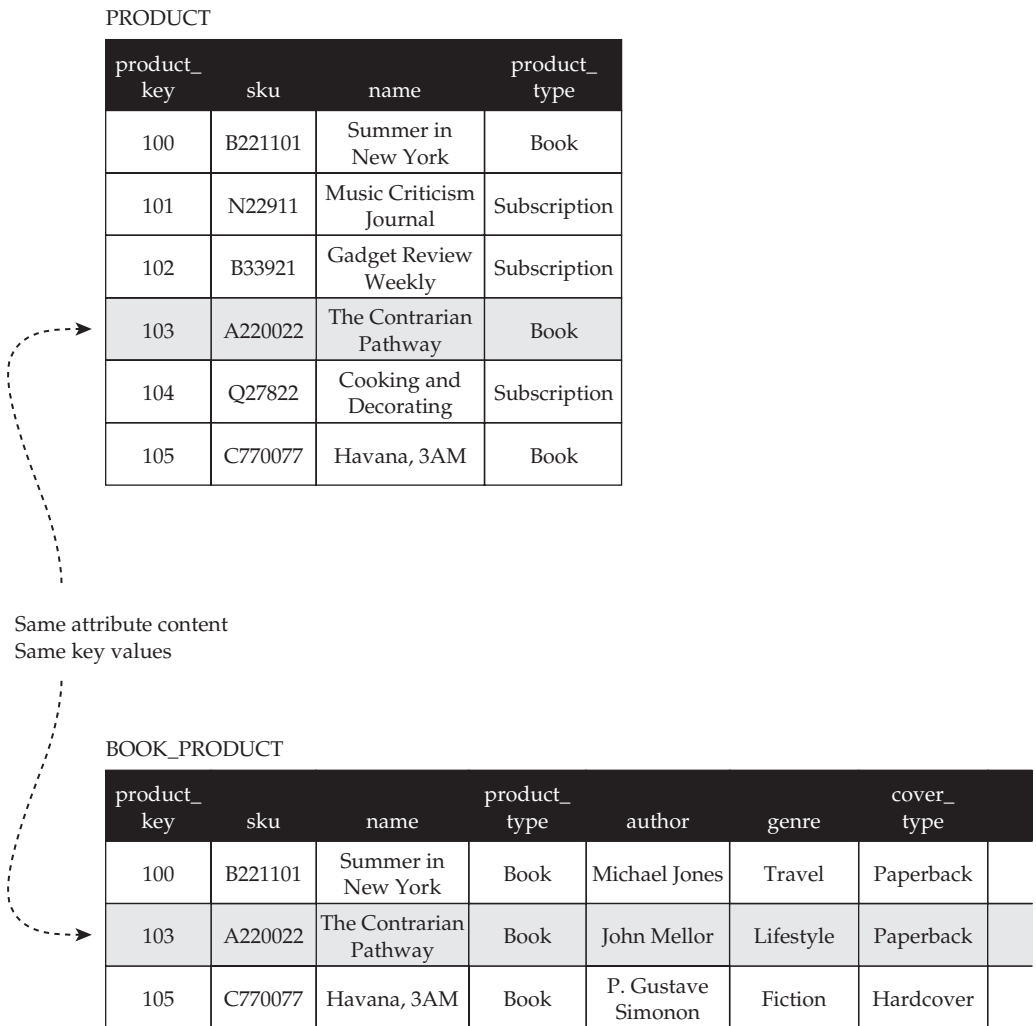 PRODUCT
product_ key sku name product_ type
100 B221101 Summer in New York Book
101 N22911 Music Criticism Journal Subscription
102 B33921 Gadget Review Weekly Subscription
103 A220022 The Contrarian Pathway Book
104 Q27822 Cooking and Decorating Subscription
105 C770077 Havana, 3AM Book
Same attribute content
Same key values
BOOK_PRODUCT
product_ key sku name product_ type author genre cover_ type
100 B221101 Summer in New York Book Michael Jones Travel Paperback
103 A220022 The Contrarian Pathway Book John Mellor Lifestyle Paperback
105 C770077 Havana, 3AM Book P. Gustave Simonon Fiction Hardcover